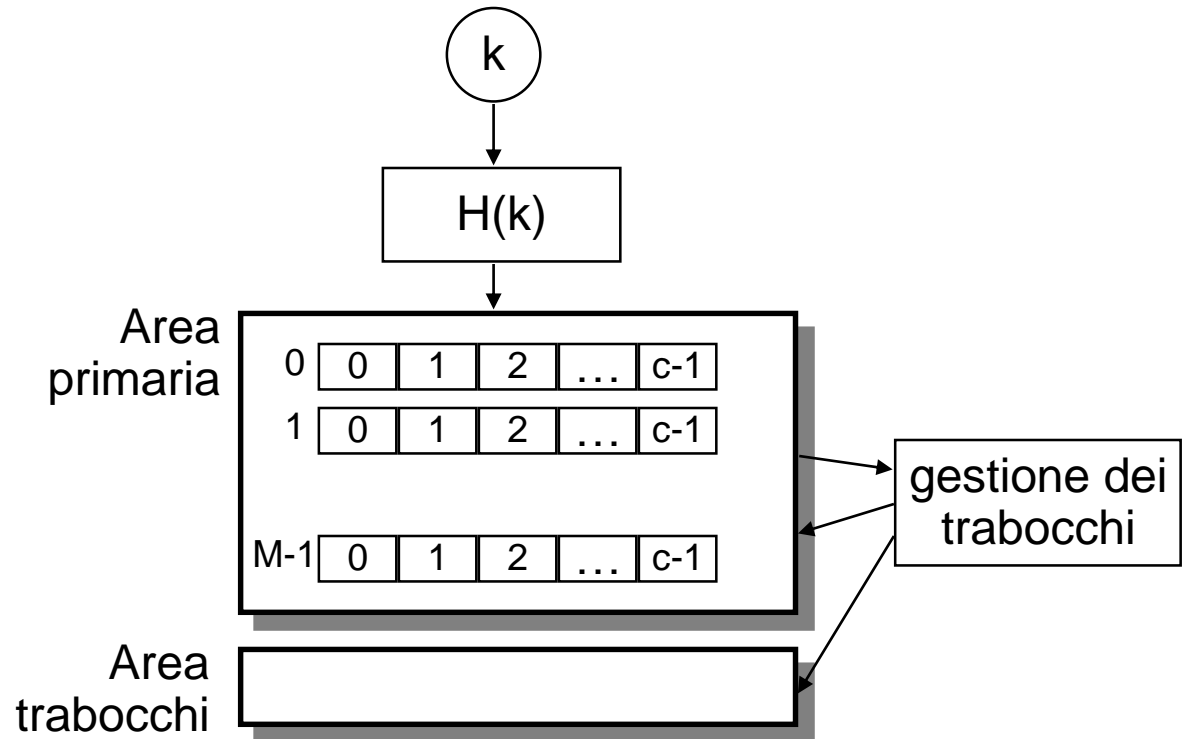 k
H(k)
Area
primaria
0 0 1 2 ... c-1
1 0 1 2 ... c-1
M-1 0 1 2 ... c-1
gestione dei
trabocchi
Area
trabocchi